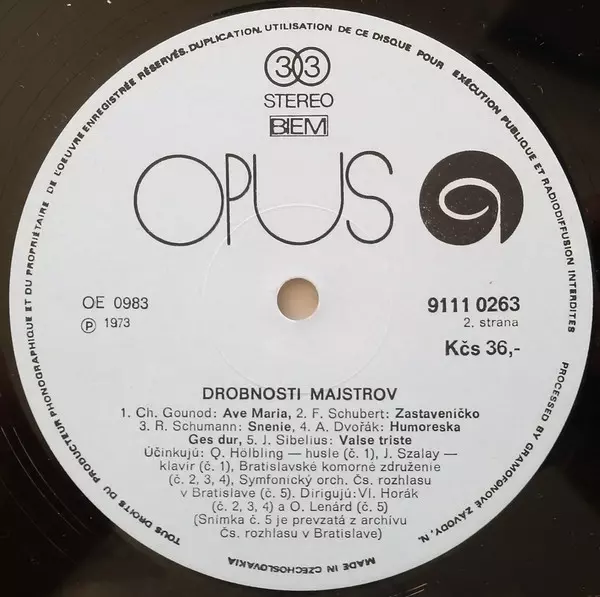 TOUS DROITS DU PRODUCTEUR PHONOGRAPHIQUE ET DU PROPRIÉTAIRE DE L'OEUVRE ENREGISTRÉE RÉSERVÉS. DUPLICATION, UTILISATION DE CE DISQUE POUR EXÉCUTION PUBLIQUE ET RADIODIFFUSION INTERDITES
33
STEREO
BIEM
OPUS
OE 0983
℗ 1973
9111 0263
2. strana
Kčs 36,-
DROBNOSTI MAJSTROV
1. Ch. Gounod: Ave Maria, 2. F. Schubert: Zastaveníčko
3. R. Schumann: Snenie, 4. A. Dvořák: Humoreska
Ges dur, 5. J. Sibelius: Valse triste
Účinkujú: Q. Hölbling — husle (č. 1), J. Szalay —
klavír (č. 1), Bratislavské komorné združenie
(č. 2, 3, 4), Symfonický orch. Čs. rozhlasu
v Bratislave (č. 5). Dirigujú: Vl. Horák
(č. 2, 3, 4) a O. Lenárd (č. 5)
(Snímka č. 5 je prevzatá z archívu
Čs. rozhlasu v Bratislave)
PROCESSED BY GRAMOFONOVÉ ZÁVODY, N.
MADE IN CZECHOSLOVAKIA